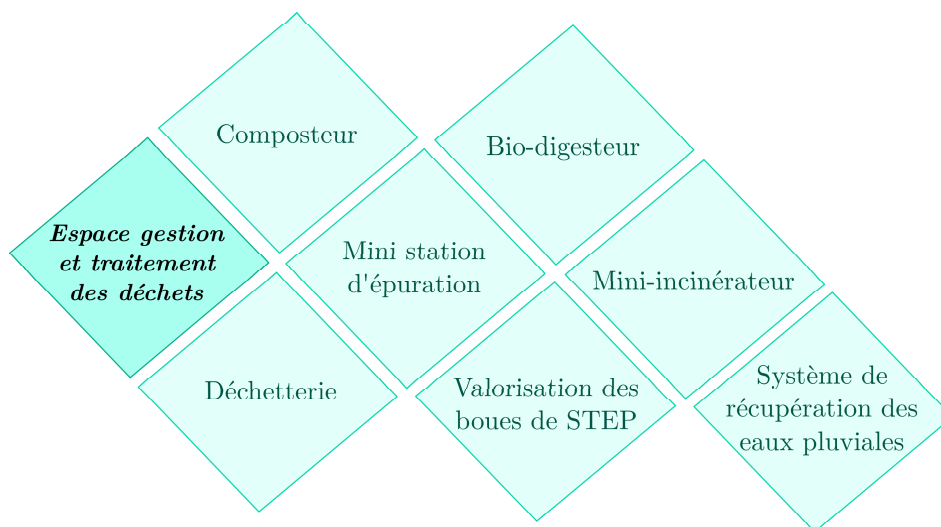 Composteur
Bio-digesteur
Espace gestion
et traitement
des déchets
Mini station
d'épuration
Mini-incinérateur
Déchetterie
Valorisation des
boues de STEP
Système de
récupération des
eaux pluviales